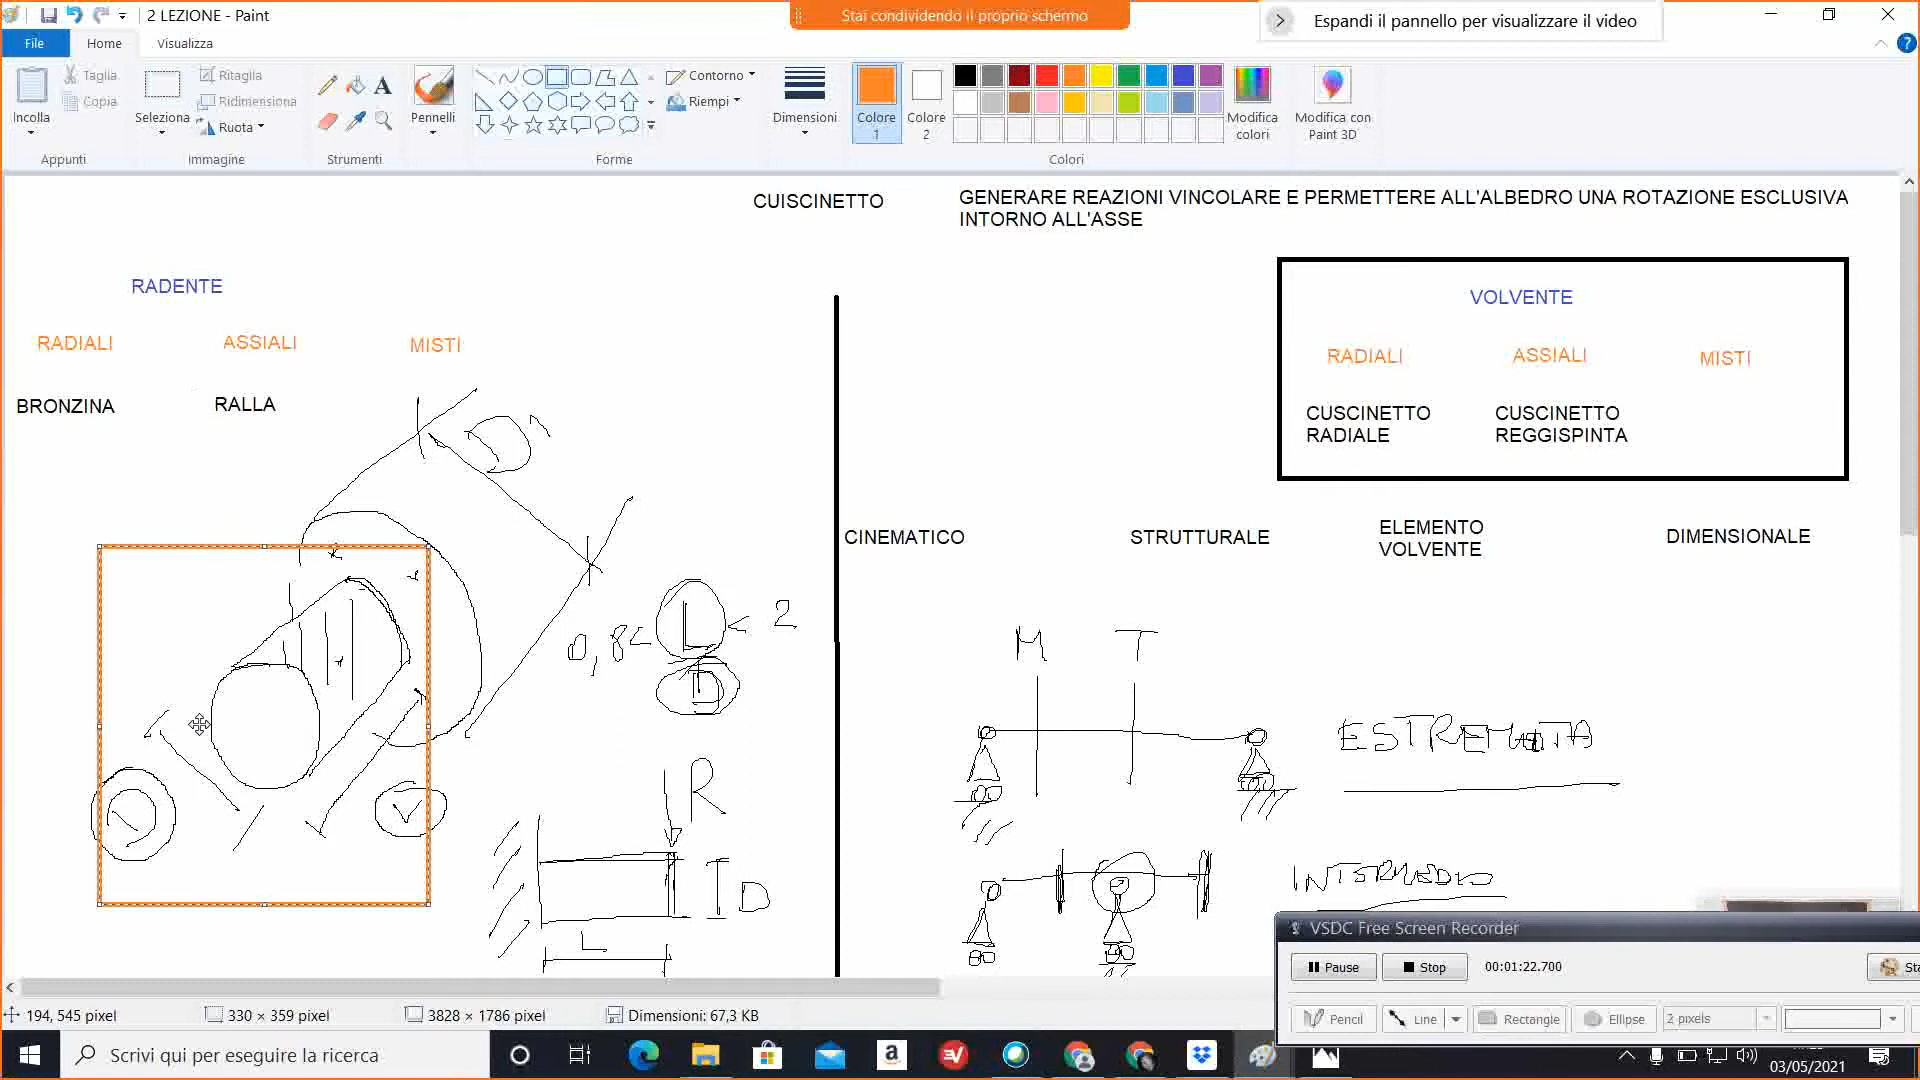 2 LEZIONE - Paint
Stai condividendo il proprio schermo
Espandi il pannello per visualizzare il video
File
Home
Visualizza
Incolla
Taglia
Copia
Appunti
Seleziona
Ritaglia
Ridimensiona
Ruota
Immagine
Strumenti
Pennelli
Forme
Contorno
Riempi
Dimensioni
Colore 1
Colore 2
Colori
Modifica colori
Modifica con Paint 3D
CUISCINETTO
GENERARE REAZIONI VINCOLARE E PERMETTERE ALL'ALBEDRO UNA ROTAZIONE ESCLUSIVA
INTORNO ALL'ASSE
RADENTE
RADIALI ASSIALI MISTI
BRONZINA RALLA
VOLVENTE
RADIALI ASSIALI MISTI
CUSCINETTO
RADIALE
CUSCINETTO
REGGISPINTA
CINEMATICO
STRUTTURALE
ELEMENTO
VOLVENTE
DIMENSIONALE
D
0,8 < L < 2
D
M T
R
D
L
INTERMEDIO
VSDC Free Screen Recorder
Pause
Stop
00:01:22.700
Pencil
Line
Rectangle
Ellipse
2 pixels
194, 545 pixel
330 × 359 pixel
3828 × 1786 pixel
Dimensioni: 67,3 KB
Scrivi qui per eseguire la ricerca
03/05/2021